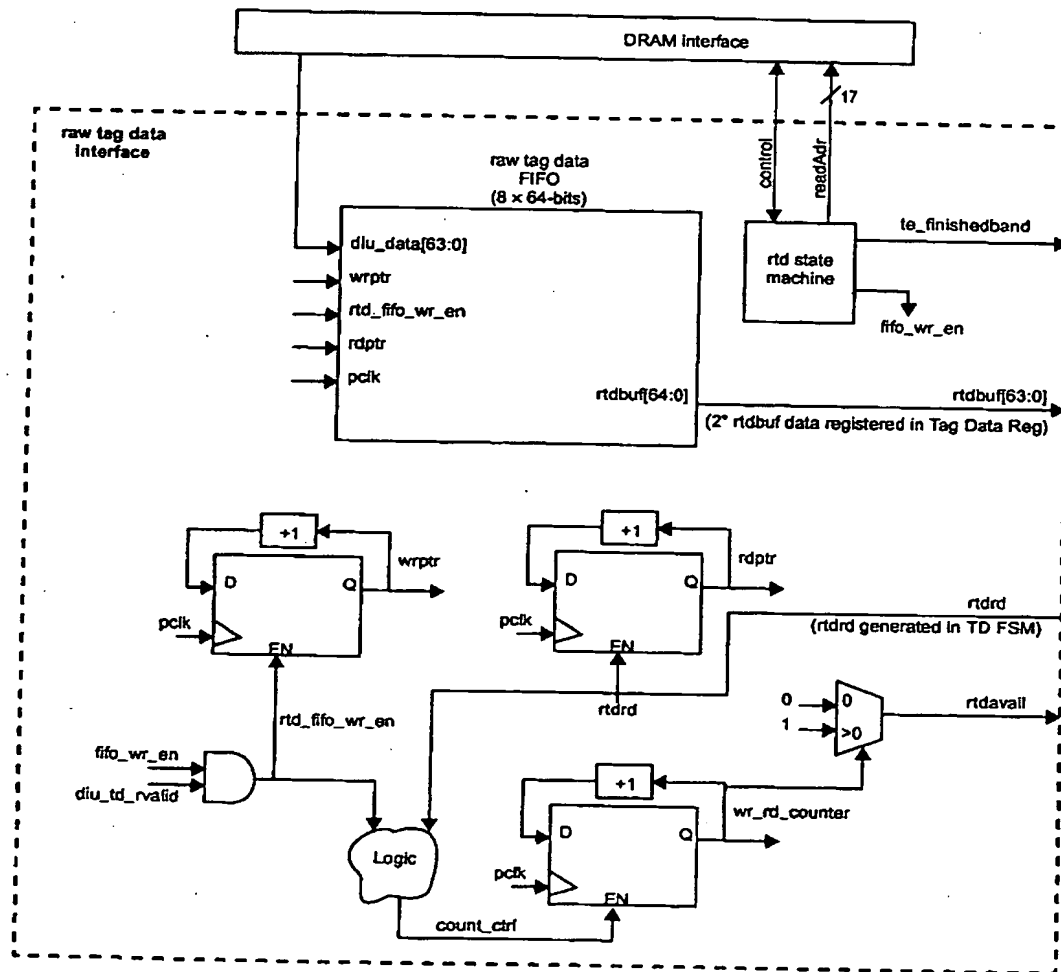 DRAM interface
17
raw tag data
interface
raw tag data
FIFO
(8 × 64-bits)
control
readAdr
diu_data[63:0]
wrptr
rtd_fifo_wr_en
rdptr
pclk
rtdbuf[64:0]
rtd state
machine
te_finishedband
fifo_wr_en
rtdbuf[63:0]
(2* rtdbuf data registered in Tag Data Reg)
+1
wrptr
D
Q
pclk
EN
+1
rdptr
D
Q
pclk
EN
rtdrd
(rtdrd generated in TD FSM)
rtd_fifo_wr_en
rtdrd
0
0
1
>0
rtdavail
fifo_wr_en
diu_td_rvalid
+1
wr_rd_counter
D
Q
Logic
pclk
EN
count_ctrl